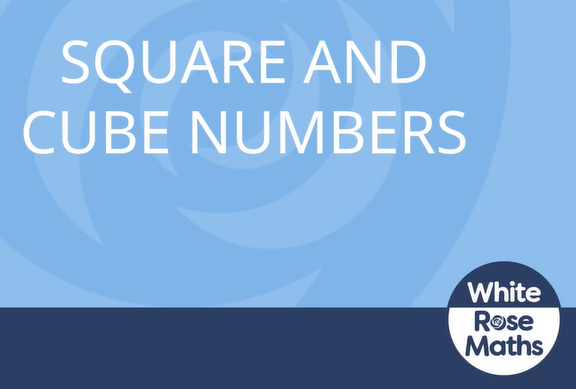 SQUARE AND
CUBE NUMBERS
White
Rose
Maths